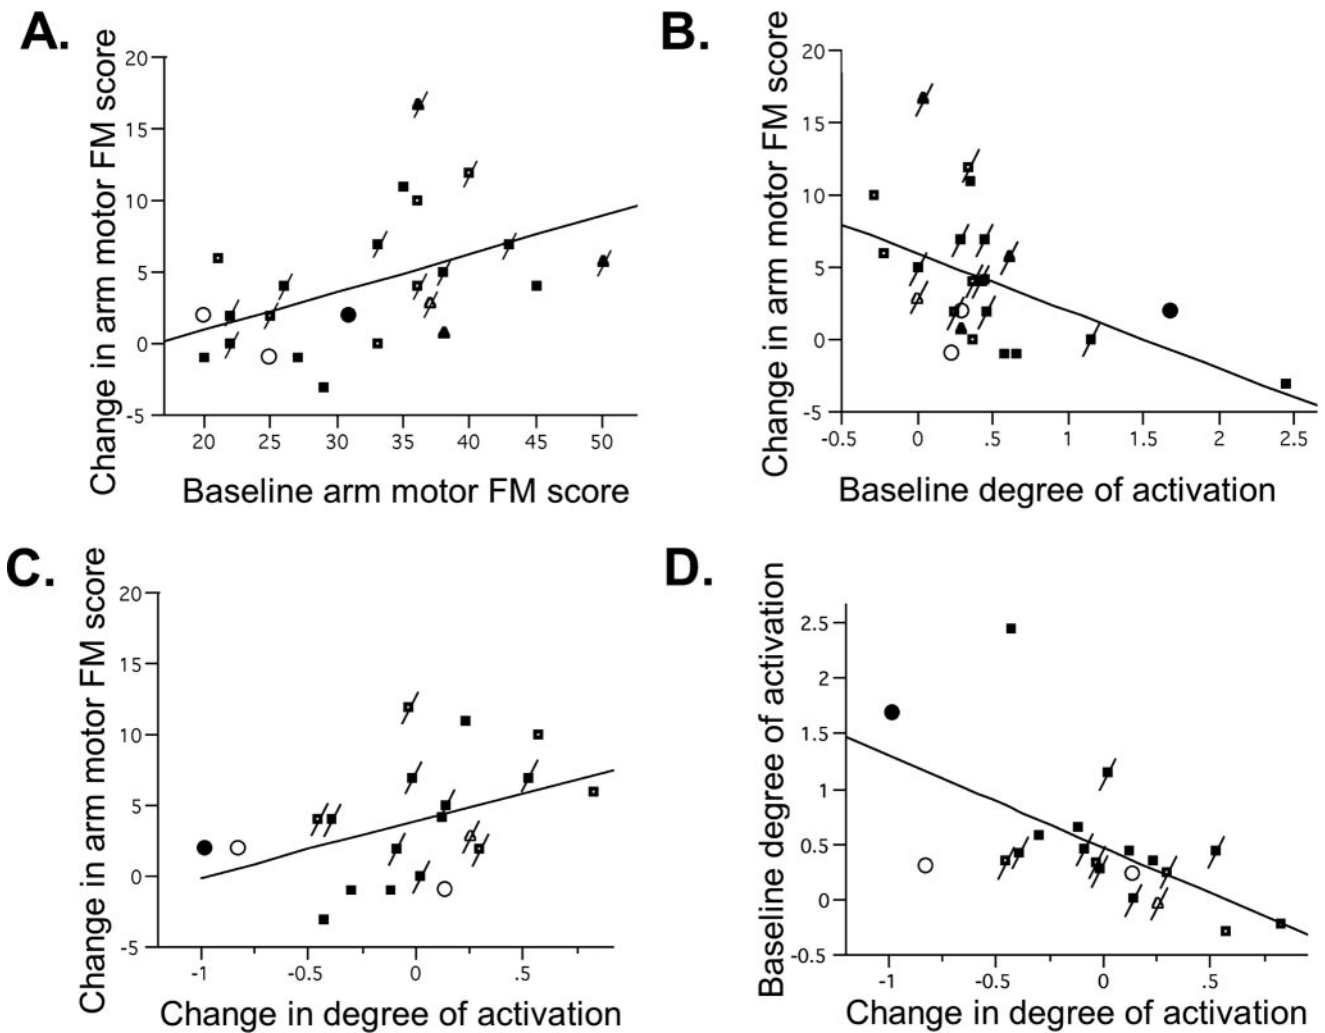 A.
Change in arm motor FM score
20
15
10
5
0
-5
20 25 30 35 40 45 50
Baseline arm motor FM score
B.
Change in arm motor FM score
20
15
10
5
0
-5
-0.5 0 .5 1 1.5 2 2.5
Baseline degree of activation
C.
Change in arm motor FM score
20
15
10
5
0
-5
-1 -0.5 0 .5
Change in degree of activation
D.
Baseline degree of activation
2.5
2
1.5
1
0.5
0
-0.5
-1 -0.5 0 .5
Change in degree of activation